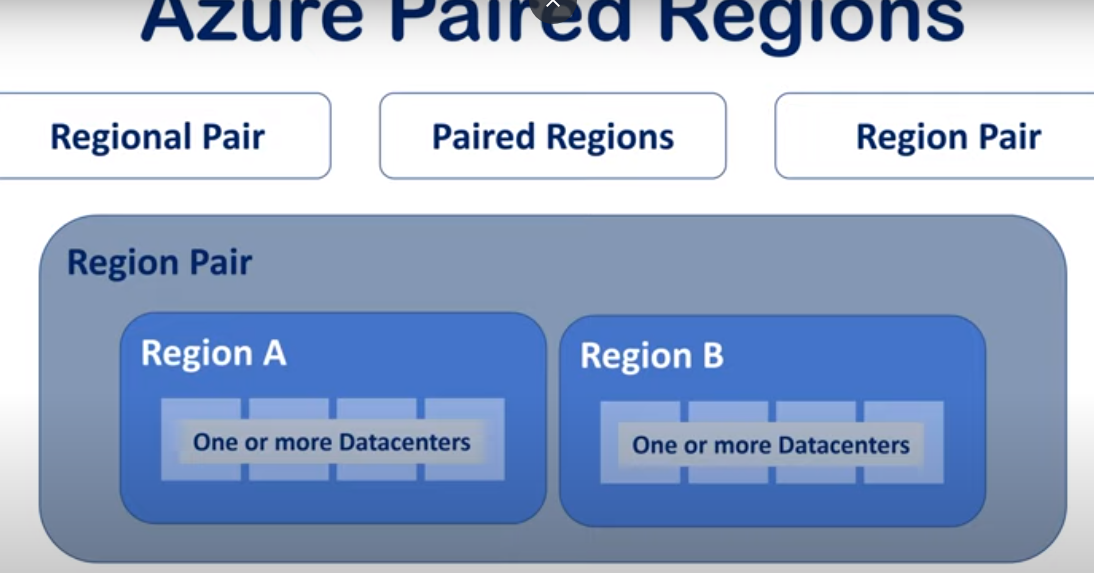 Azure Paired Regions
Regional Pair
Paired Regions
Region Pair
Region Pair
Region A
Region B
One or more Datacenters
One or more Datacenters